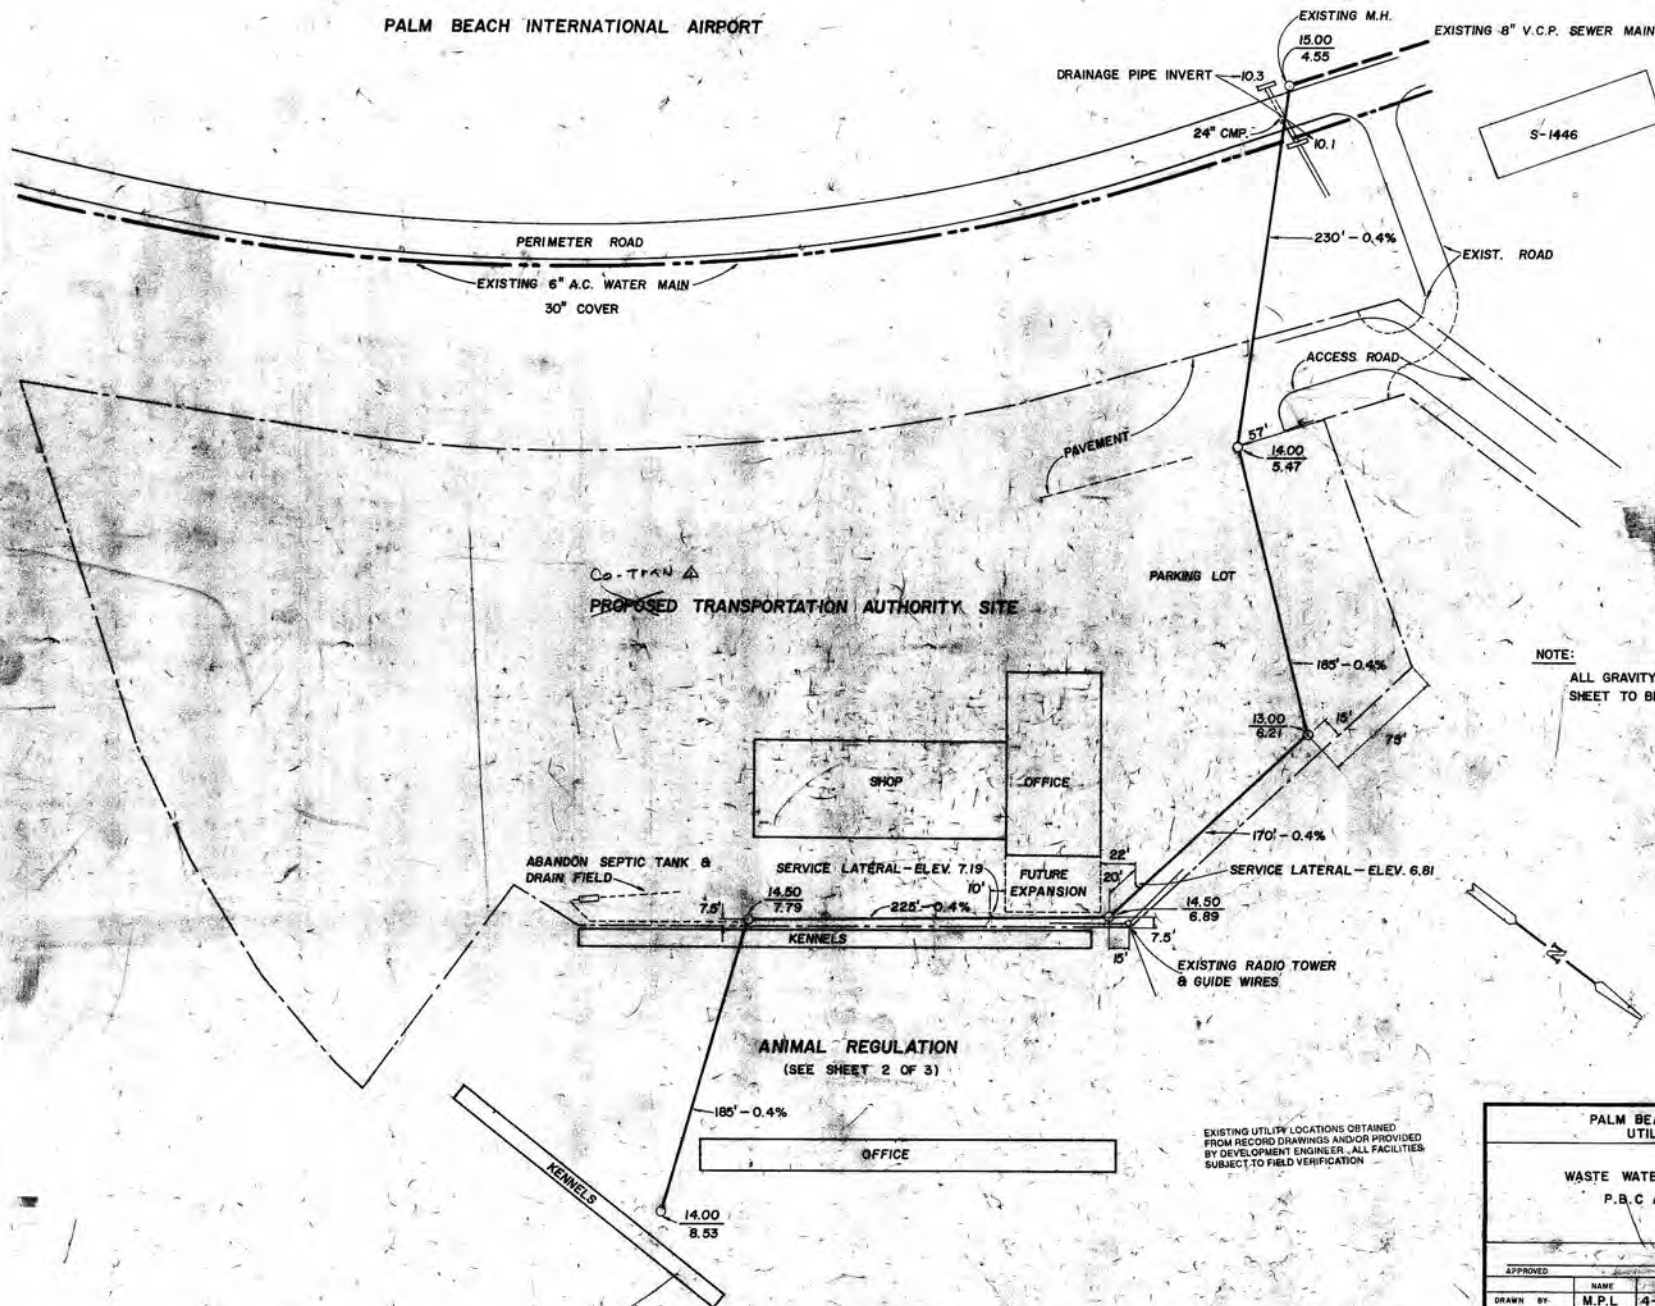 PALM BEACH INTERNATIONAL AIRPORT
EXISTING M.H.
15.00
4.55
EXISTING 8" V.C.P. SEWER MAIN
DRAINAGE PIPE INVERT
10.3
24" CMP.
10.1
S-1446
PERIMETER ROAD
230'-0.4%
EXIST. ROAD
EXISTING 6" A.C. WATER MAIN
30" COVER
ACCESS ROAD
PAVEMENT
57'
14.00
5.47
Co-TRAN
PROPOSED TRANSPORTATION AUTHORITY SITE
PARKING LOT
185'-0.4%
NOTE:
ALL GRAVITY
SHEET TO BE
13.00
6.21
15'
75'
SHOP
OFFICE
170'-0.4%
ABANDON SEPTIC TANK &
DRAIN FIELD
SERVICE LATERAL-ELEV. 7.19
10'
FUTURE
EXPANSION
22'
20'
SERVICE LATERAL-ELEV. 6.81
7.5'
14.50
7.79
225'-0.4%
14.50
6.89
7.5'
KENNELS
15'
EXISTING RADIO TOWER
& GUIDE WIRES
N
ANIMAL REGULATION
(SEE SHEET 2 OF 3)
185'-0.4%
OFFICE
KENNELS
14.00
8.53
EXISTING UTILITY LOCATIONS OBTAINED
FROM RECORD DRAWINGS AND/OR PROVIDED
BY DEVELOPMENT ENGINEER. ALL FACILITIES
SUBJECT TO FIELD VERIFICATION
PALM BEA
UTIL
WASTE WATE
P.B.C
APPROVED
NAME
DRAWN BY
M.P.L
4-